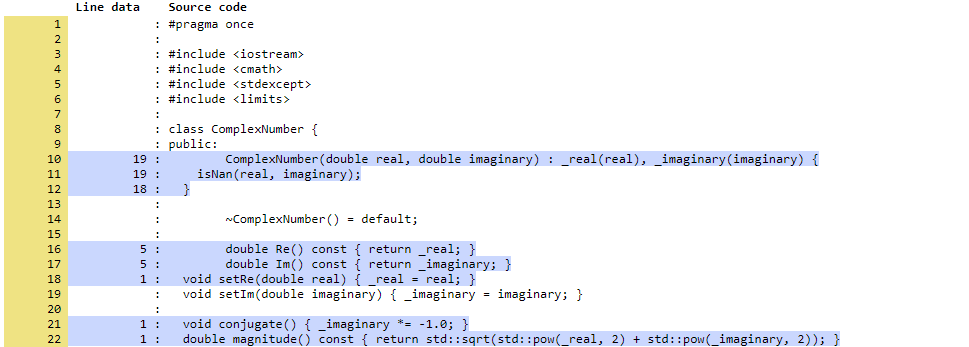 Line data    Source code
1            : #pragma once
2            :
3            : #include <iostream>
4            : #include <cmath>
5            : #include <stdexcept>
6            : #include <limits>
7            :
8            : class ComplexNumber {
9            : public:
10        19 :         ComplexNumber(double real, double imaginary) : _real(real), _imaginary(imaginary) {
11        19 :     isNan(real, imaginary);
12        18 :   }
13           :
14           :         ~ComplexNumber() = default;
15           :
16         5 :         double Re() const { return _real; }
17         5 :         double Im() const { return _imaginary; }
18         1 :   void setRe(double real) { _real = real; }
19           :   void setIm(double imaginary) { _imaginary = imaginary; }
20           :
21         1 :   void conjugate() { _imaginary *= -1.0; }
22         1 :   double magnitude() const { return std::sqrt(std::pow(_real, 2) + std::pow(_imaginary, 2)); }